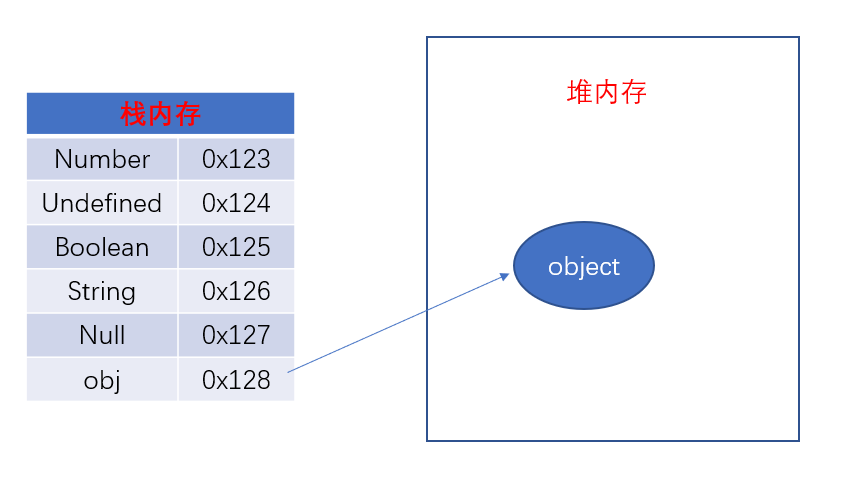 栈内存
Number 0x123
Undefined 0x124
Boolean 0x125
String 0x126
Null 0x127
obj 0x128
堆内存
object